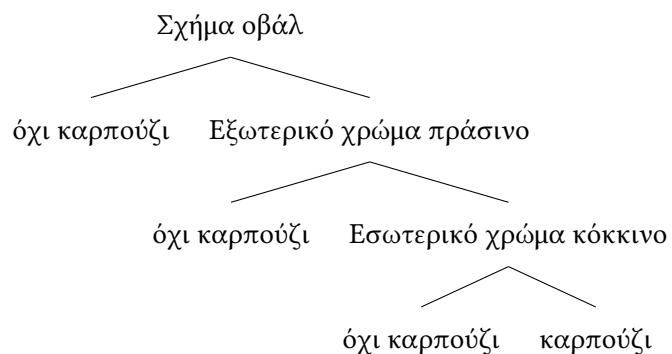 Σχήμα οβάλ
όχι καρπούζι Εξωτερικό χρώμα πράσινο
όχι καρπούζι Εσωτερικό χρώμα κόκκινο
όχι καρπούζι καρπούζι